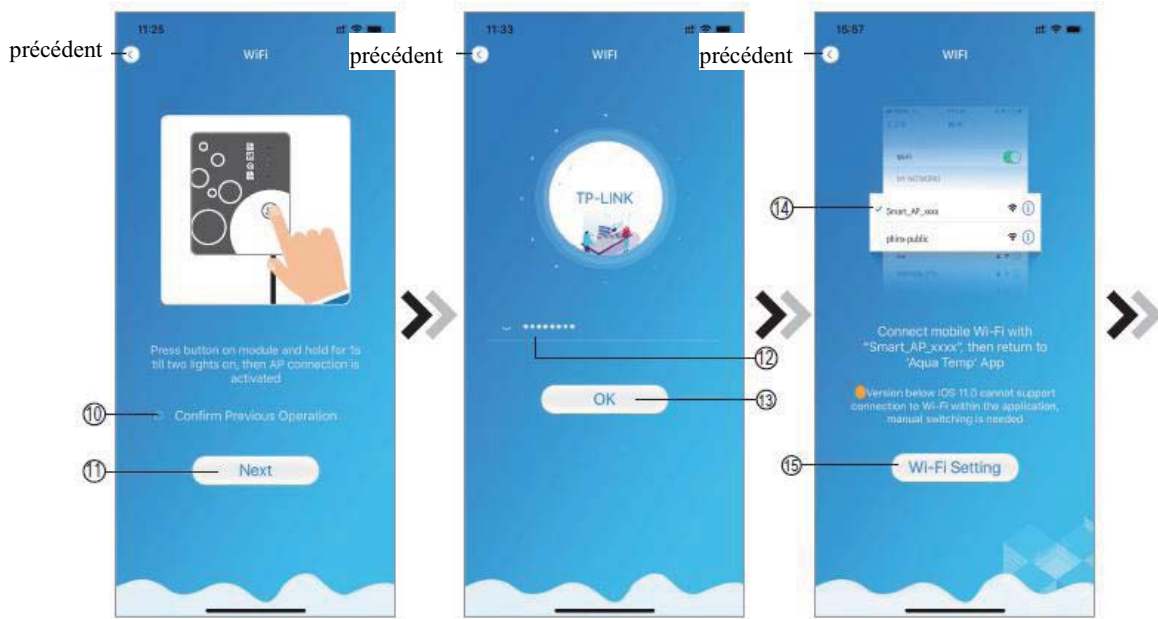 11:25
précédent
WiFi
Press button on module and hold for 1s
till two lights on, then AP connection is
activated
⑩
Confirm Previous Operation
⑪
Next
11:33
précédent
WIFI
TP-LINK
⑫
⑬
OK
15:57
précédent
WIFI
WiFi
MY NETWORKS
⑭
Smart_AP_xxxx
phnix-public
Connect mobile Wi-Fi with
"Smart_AP_xxxx", then return to
'Aqua Temp' App
Version below iOS 11.0 cannot support
connection to Wi-Fi within the application,
manual switching is needed
⑮
Wi-Fi Setting